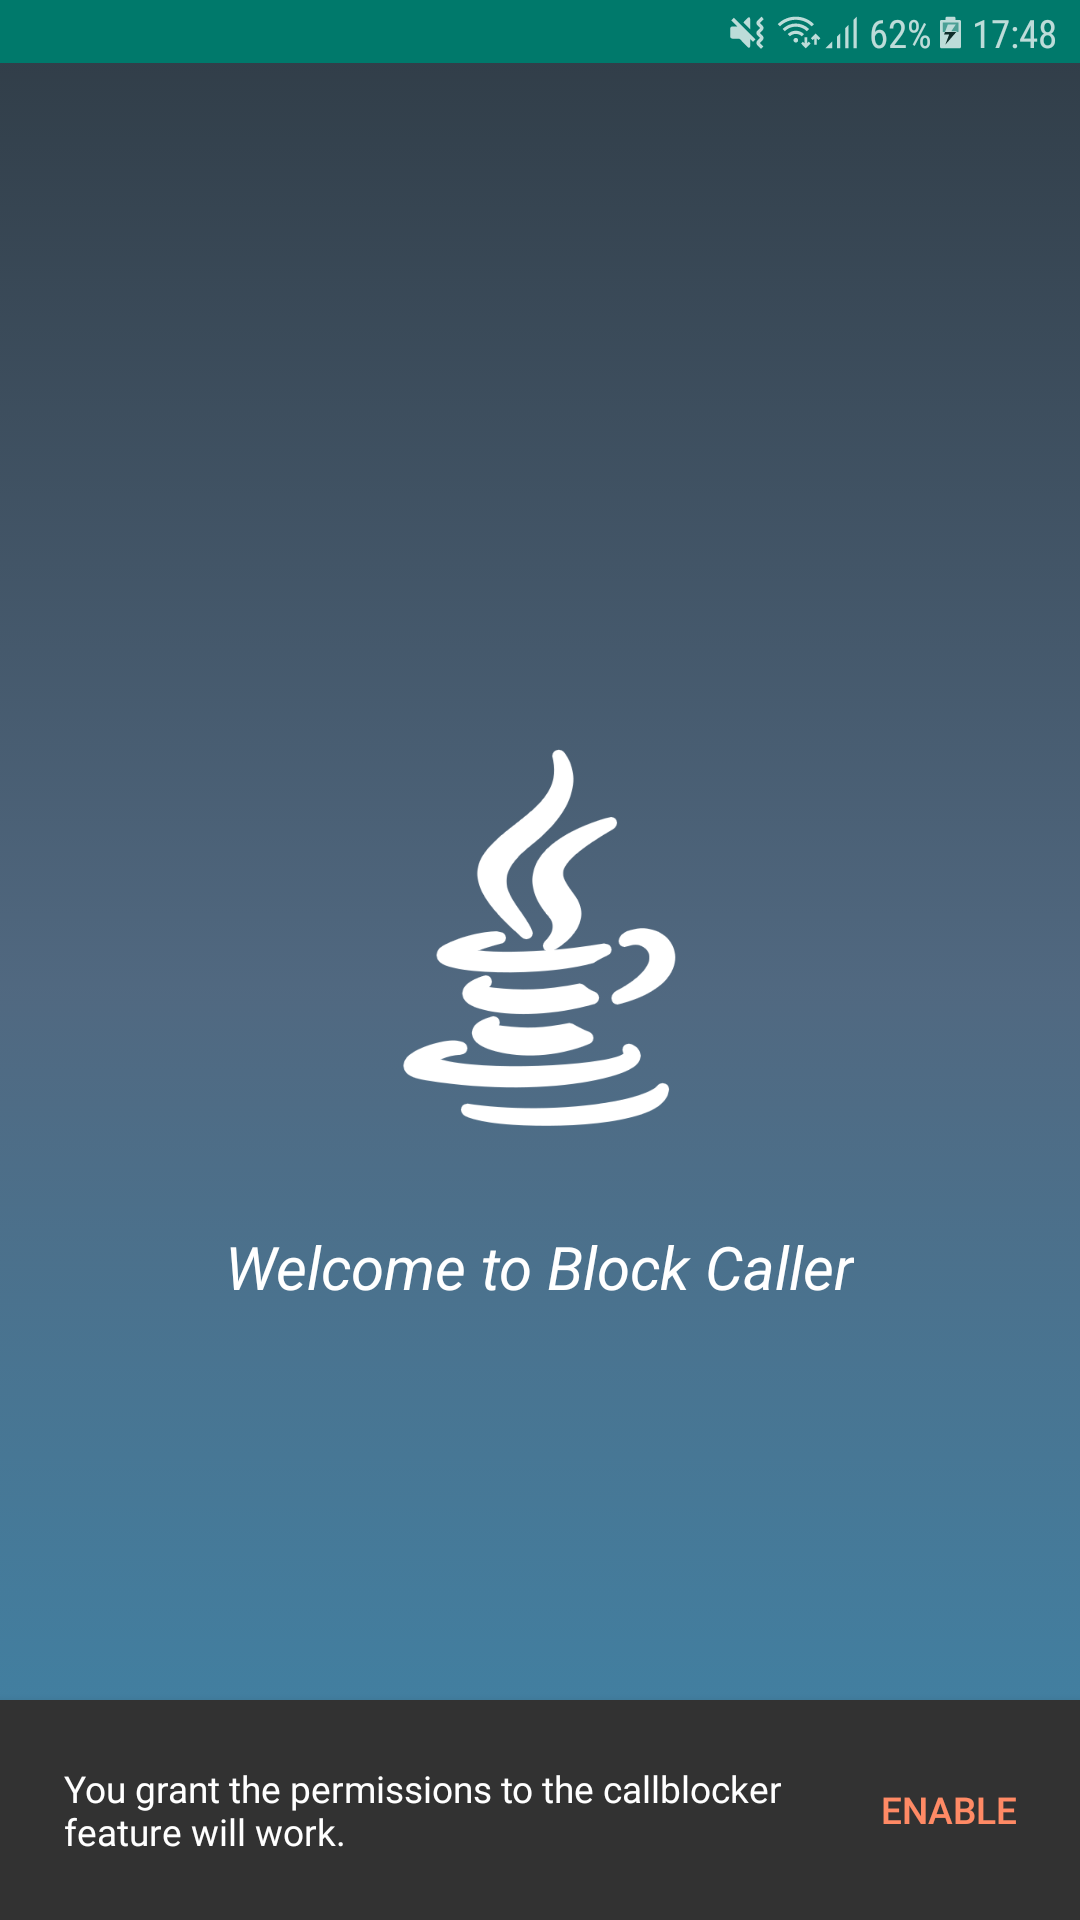 62% 17:48
Welcome to Block Caller
You grant the permissions to the callblocker
feature will work.
ENABLE